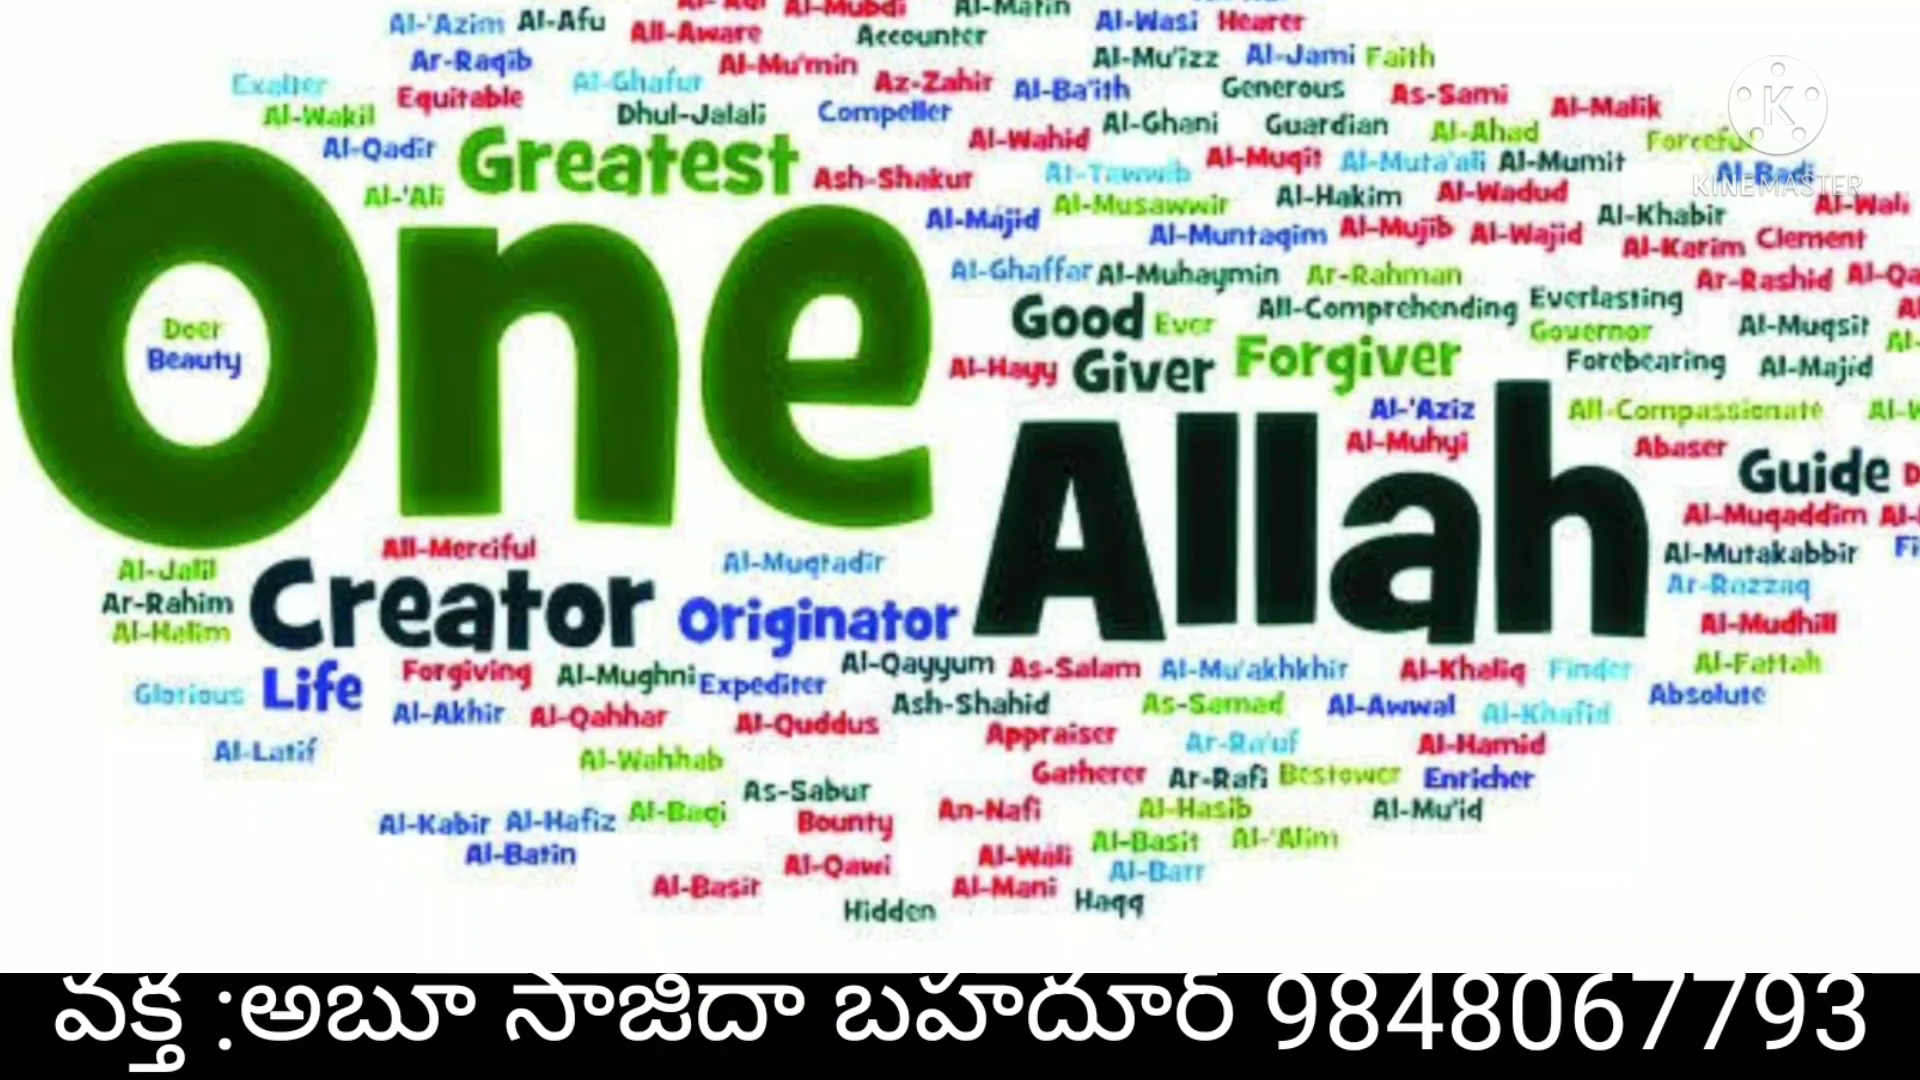 Al-'Azim Al-Afu All-Aware Al-Mubdi Accounter Al-Matin Al-Wasi Hearer
Ar-Raqib Al-Mu'min Al-Mu'izz Al-Jami Faith
Exalter Equitable Al-Ghafur Az-Zahir Al-Ba'ith Generous As-Sami Al-Malik
Al-Wakil Dhul-Jalali Compeller Al-Wahid Al-Ghani Guardian Al-Ahad
Al-Qadir Greatest Ash-Shakur Al-Muqit Al-Muta'ali Al-Mumit Al-Badi
KINEMASTER
Al-'Ali Al-Majid Al-Musawwir Al-Hakim Al-Wadud Al-Khabir Al-Wali
Al-Muntaqim Al-Mujib Al-Wajid Al-Karim Clement
One Al-Ghaffar Al-Muhaymin Ar-Rahman Ar-Rashid
Good Ever All-Comprehending Everlasting Governor Al-Muqsit
Doer
Beauty
Al-Hayy Giver Forgiver Forebearing Al-Majid
Al-'Aziz All-Compassionate
Al-Muhyi Abaser Guide
Allah Al-Muqaddim
All-Merciful Al-Muqtadir Al-Mutakabbir
Al-Jalil Creator Originator Ar-Razzaq
Ar-Rahim
Al-Halim Al-Mudhill
Forgiving Al-Mughni Expediter Al-Qayyum As-Salam Al-Mu'akhkhir Al-Khaliq Finder Al-Fattah
Glorious Life Al-Akhir Al-Qahhar Al-Quddus Ash-Shahid As-Samad Al-Awwal Al-Khafid Absolute
Al-Latif Al-Wahhab Appraiser Ar-Ra'uf Al-Hamid
As-Sabur Gatherer Ar-Rafi Bestower Enricher
Al-Kabir Al-Hafiz Al-Baqi Bounty An-Nafi Al-Hasib Al-Mu'id
Al-Batin Al-Qawi Al-Wali Al-Basit Al-'Alim
Al-Basir Al-Mani Al-Barr
Hidden Haqq
వక్త :అబూ సాజిదా బహదూర్ 9848067793